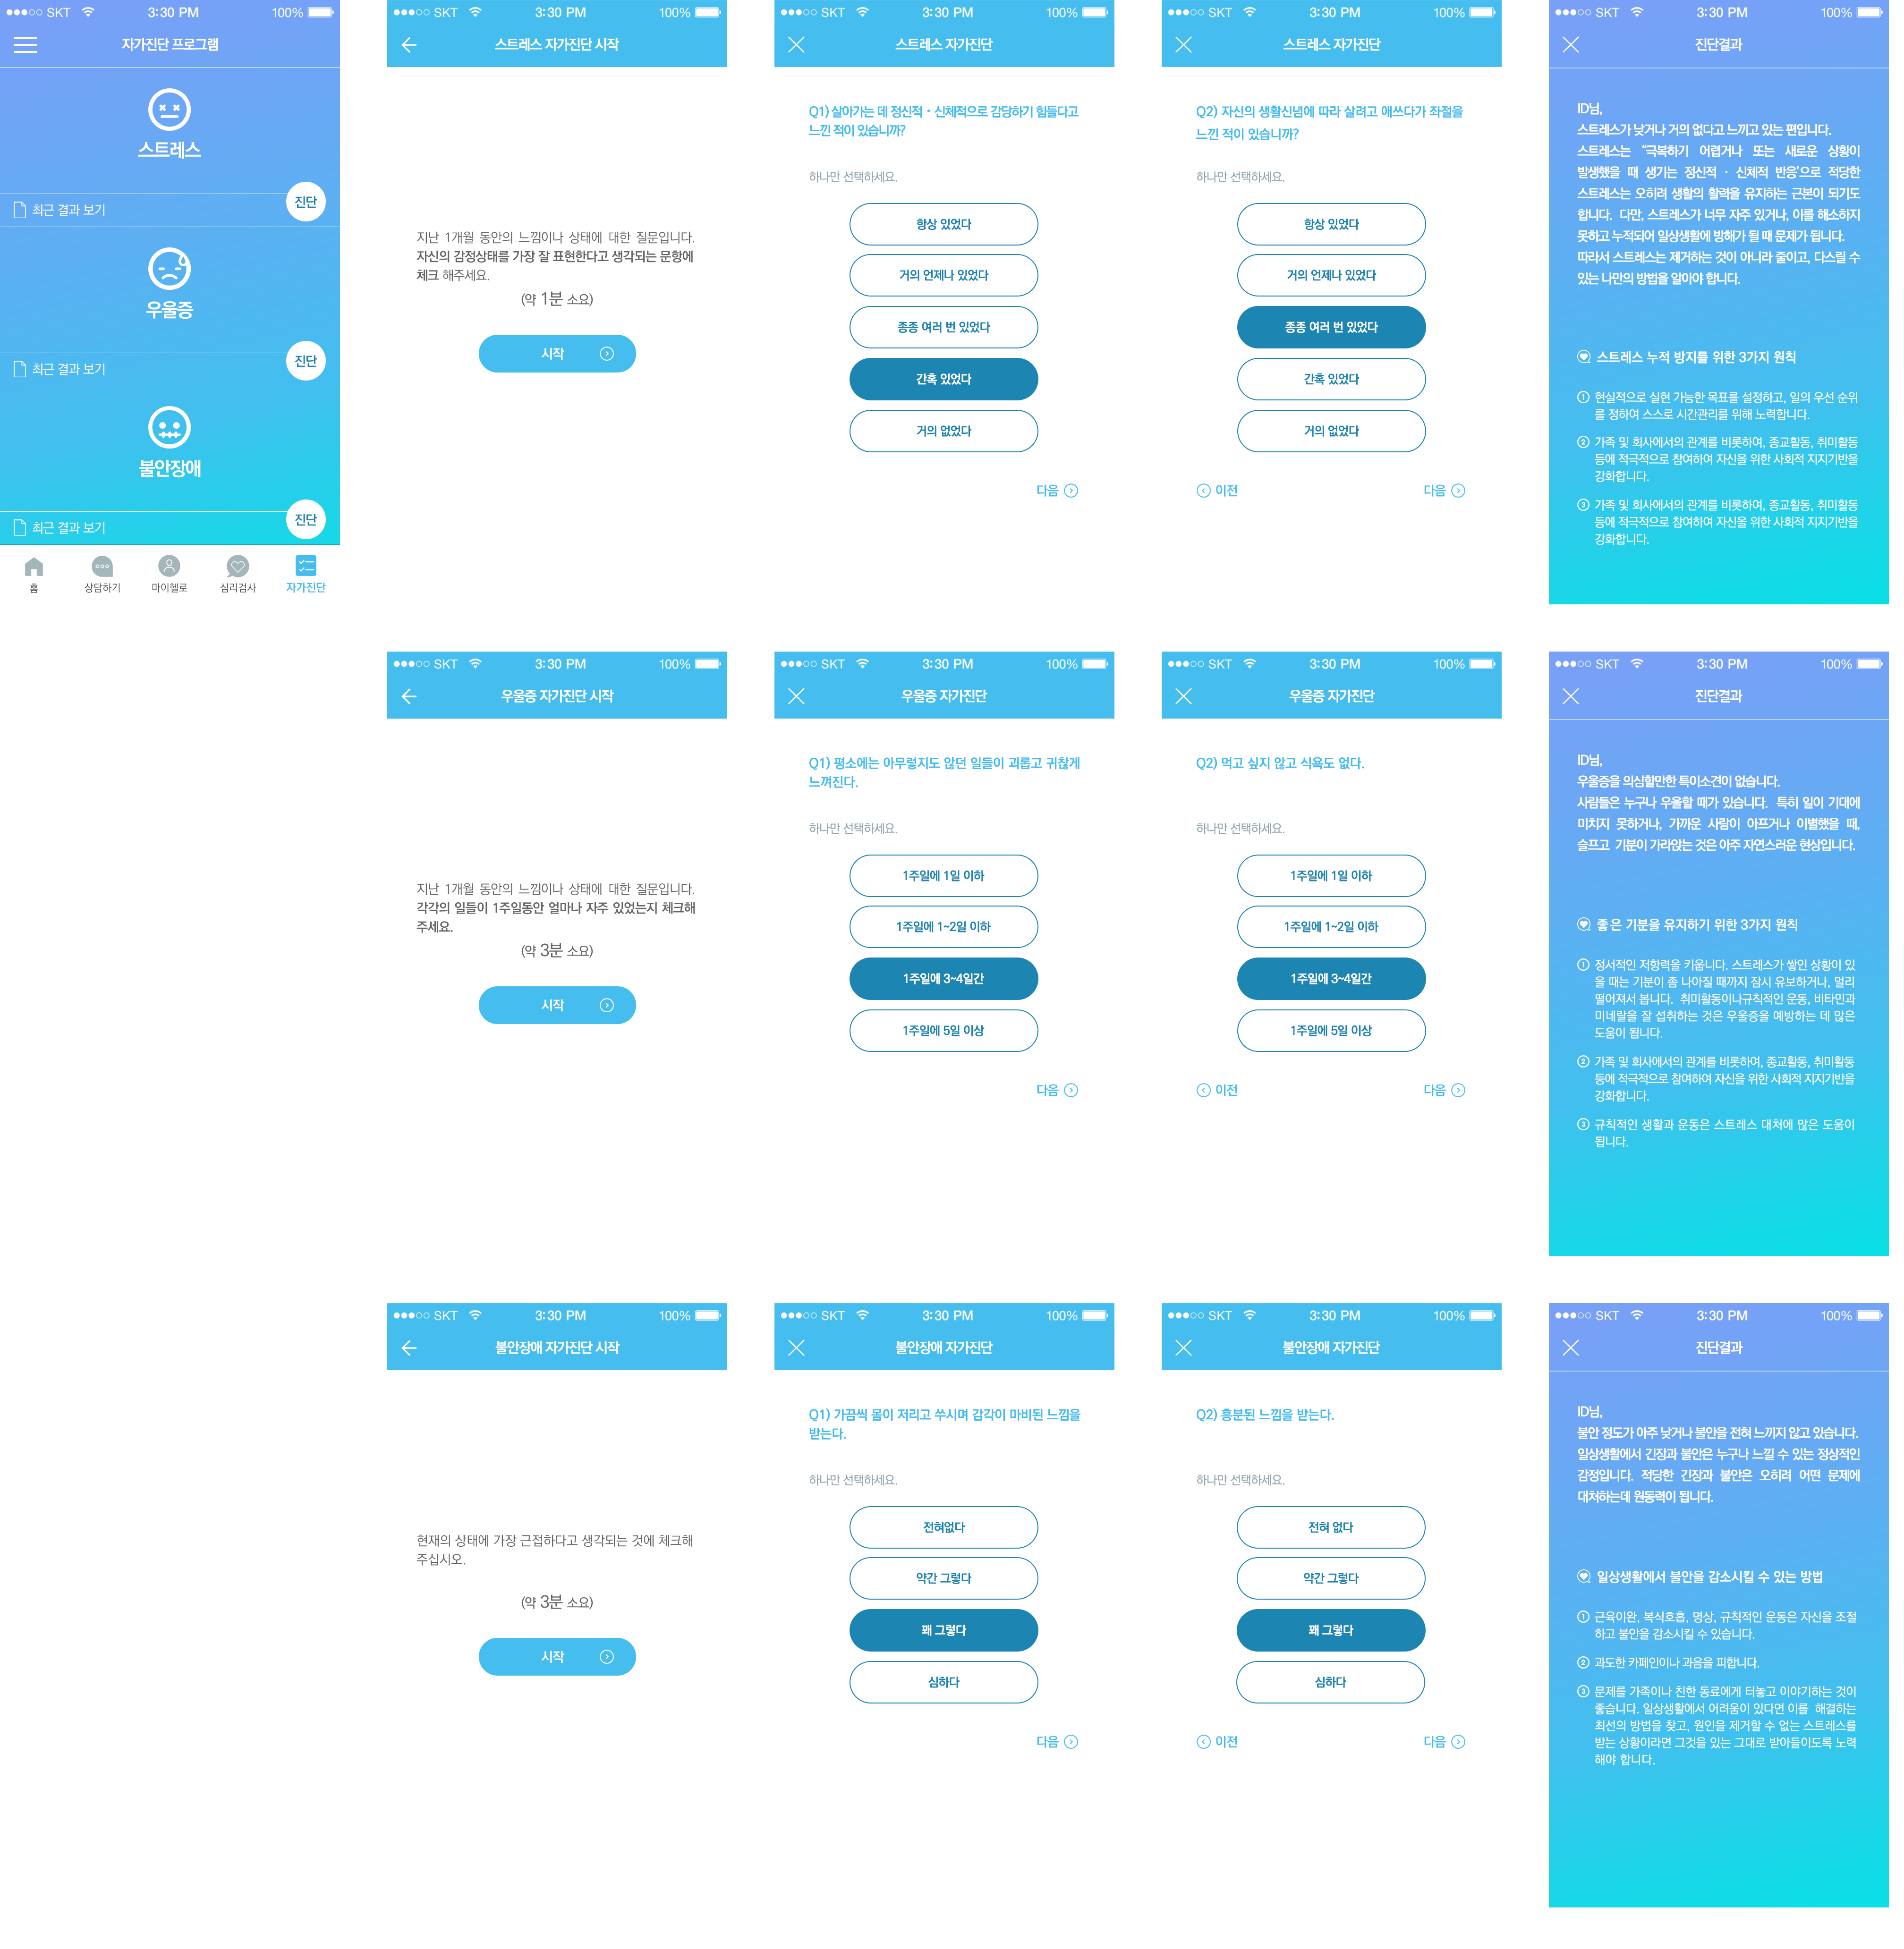 SKT 3:30 PM 100%
자가진단 프로그램
스트레스
최근 결과 보기
진단
우울증
최근 결과 보기
진단
불안장애
최근 결과 보기
진단
홈
상담하기
마이헬로
심리검사
자가진단
SKT 3:30 PM 100%
스트레스 자가진단 시작
지난 1개월 동안의 느낌이나 상태에 대한 질문입니다.
자신의 감정상태를 가장 잘 표현한다고 생각되는 문항에
체크 해주세요.
(약 1분 소요)
시작
SKT 3:30 PM 100%
스트레스 자가진단
Q1) 살아가는 데 정신적 · 신체적으로 감당하기 힘들다고
느낀 적이 있습니까?
하나만 선택하세요.
항상 있었다
거의 언제나 있었다
종종 여러 번 있었다
간혹 있었다
거의 없었다
다음
SKT 3:30 PM 100%
스트레스 자가진단
Q2) 자신의 생활신념에 따라 살려고 애쓰다가 좌절을
느낀 적이 있습니까?
하나만 선택하세요.
항상 있었다
거의 언제나 있었다
종종 여러 번 있었다
간혹 있었다
거의 없었다
이전
다음
SKT 3:30 PM 100%
진단결과
ID님,
스트레스가 낮거나 거의 없다고 느끼고 있는 편입니다.
스트레스는 “극복하기 어렵거나 또는 새로운 상황이
발생했을 때 생기는 정신적 · 신체적 반응’으로 적당한
스트레스는 오히려 생활의 활력을 유지하는 근본이 되기도
합니다. 다만, 스트레스가 너무 자주 있거나, 이를 해소하지
못하고 누적되어 일상생활에 방해가 될 때 문제가 됩니다.
따라서 스트레스는 제거하는 것이 아니라 줄이고, 다스릴 수
있는 나만의 방법을 알아야 합니다.
스트레스 누적 방지를 위한 3가지 원칙
① 현실적으로 실현 가능한 목표를 설정하고, 일의 우선 순위
를 정하여 스스로 시간관리를 위해 노력합니다.
② 가족 및 회사에서의 관계를 비롯하여, 종교활동, 취미활동
등에 적극적으로 참여하여 자신을 위한 사회적 지지기반을
강화합니다.
③ 가족 및 회사에서의 관계를 비롯하여, 종교활동, 취미활동
등에 적극적으로 참여하여 자신을 위한 사회적 지지기반을
강화합니다.
SKT 3:30 PM 100%
우울증 자가진단 시작
지난 1개월 동안의 느낌이나 상태에 대한 질문입니다.
각각의 일들이 1주일동안 얼마나 자주 있었는지 체크해
주세요.
(약 3분 소요)
시작
SKT 3:30 PM 100%
우울증 자가진단
Q1) 평소에는 아무렇지도 않던 일들이 괴롭고 귀찮게
느껴진다.
하나만 선택하세요.
1주일에 1일 이하
1주일에 1~2일 이하
1주일에 3~4일간
1주일에 5일 이상
다음
SKT 3:30 PM 100%
우울증 자가진단
Q2) 먹고 싶지 않고 식욕도 없다.
하나만 선택하세요.
1주일에 1일 이하
1주일에 1~2일 이하
1주일에 3~4일간
1주일에 5일 이상
이전
다음
SKT 3:30 PM 100%
진단결과
ID님,
우울증을 의심할만한 특이소견이 없습니다.
사람들은 누구나 우울할 때가 있습니다. 특히 일이 기대에
미치지 못하거나, 가까운 사람이 아프거나 이별했을 때,
슬프고 기분이 가라앉는 것은 아주 자연스러운 현상입니다.
좋은 기분을 유지하기 위한 3가지 원칙
① 정서적인 저항력을 키웁니다. 스트레스가 쌓인 상황이 있
을 때는 기분이 좀 나아질 때까지 잠시 유보하거나, 멀리
떨어져서 봅니다. 취미활동이나규칙적인 운동, 비타민과
미네랄을 잘 섭취하는 것은 우울증을 예방하는 데 많은
도움이 됩니다.
② 가족 및 회사에서의 관계를 비롯하여, 종교활동, 취미활동
등에 적극적으로 참여하여 자신을 위한 사회적 지지기반을
강화합니다.
③ 규칙적인 생활과 운동은 스트레스 대처에 많은 도움이
됩니다.
SKT 3:30 PM 100%
불안장애 자가진단 시작
현재의 상태에 가장 근접하다고 생각되는 것에 체크해
주십시오.
(약 3분 소요)
시작
SKT 3:30 PM 100%
불안장애 자가진단
Q1) 가끔씩 몸이 저리고 쑤시며 감각이 마비된 느낌을
받는다.
하나만 선택하세요.
전혀없다
약간 그렇다
꽤 그렇다
심하다
다음
SKT 3:30 PM 100%
불안장애 자가진단
Q2) 흥분된 느낌을 받는다.
하나만 선택하세요.
전혀 없다
약간 그렇다
꽤 그렇다
심하다
이전
다음
SKT 3:30 PM 100%
진단결과
ID님,
불안 정도가 아주 낮거나 불안을 전혀 느끼지 않고 있습니다.
일상생활에서 긴장과 불안은 누구나 느낄 수 있는 정상적인
감정입니다. 적당한 긴장과 불안은 오히려 어떤 문제에
대처하는데 원동력이 됩니다.
일상생활에서 불안을 감소시킬 수 있는 방법
① 근육이완, 복식호흡, 명상, 규칙적인 운동은 자신을 조절
하고 불안을 감소시킬 수 있습니다.
② 과도한 카페인이나 과음을 피합니다.
③ 문제를 가족이나 친한 동료에게 터놓고 이야기하는 것이
좋습니다. 일상생활에서 어려움이 있다면 이를 해결하는
최선의 방법을 찾고, 원인을 제거할 수 없는 스트레스를
받는 상황이라면 그것을 있는 그대로 받아들이도록 노력
해야 합니다.